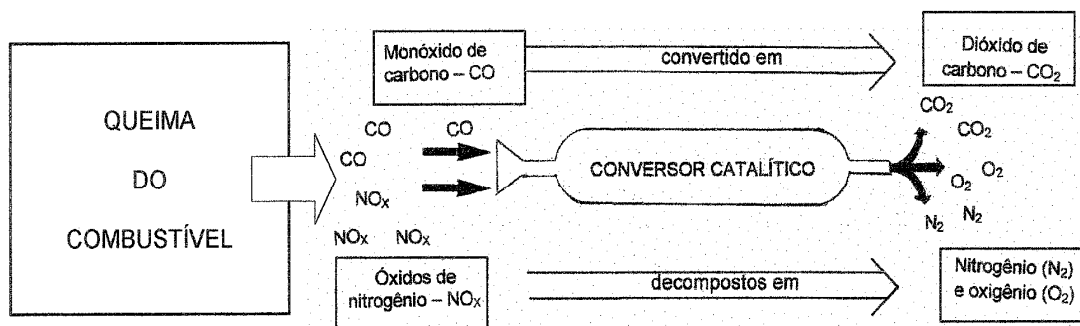 QUEIMA
DO
COMBUSTÍVEL
Monóxido de
carbono – CO
convertido em
Dióxido de
carbono – CO₂
CO
CO
CO
NOx
NOx
NOx
CONVERSOR CATALÍTICO
CO₂
CO₂
O₂
O₂
N₂
N₂
Óxidos de
nitrogênio – NOx
decompostos em
Nitrogênio (N₂)
e oxigênio (O₂)